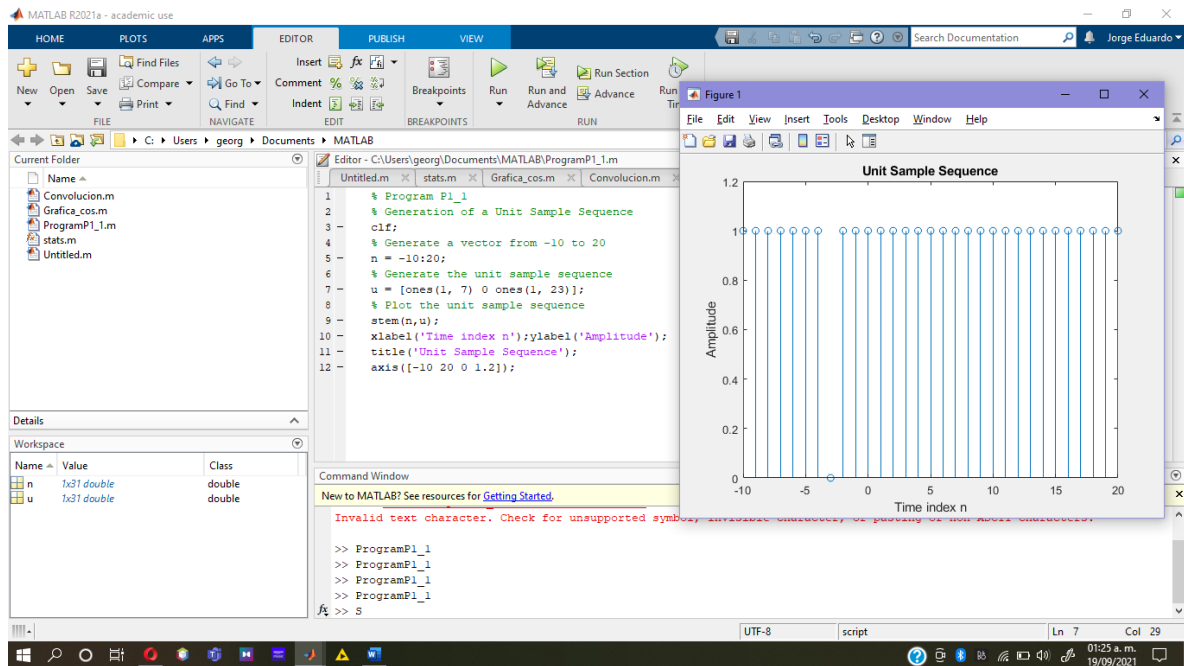 MATLAB R2021a - academic use
HOME PLOTS APPS EDITOR PUBLISH VIEW Search Documentation Jorge Eduardo
New Open Save Find Files Compare Print Go To Find Insert Comment Indent Breakpoints Run Run and Advance Run Section Advance
FILE NAVIGATE EDIT BREAKPOINTS RUN
C: Users georg Documents MATLAB
Current Folder
Name
Convolucion.m
Grafica_cos.m
ProgramP1_1.m
stats.m
Untitled.m
Details
Workspace
Name Value Class
n 1x31 double double
u 1x31 double double
Editor - C:\Users\georg\Documents\MATLAB\ProgramP1_1.m
Untitled.m stats.m Grafica_cos.m Convolucion.m
1 % Program P1_1
2 % Generation of a Unit Sample Sequence
3 - clf;
4 % Generate a vector from -10 to 20
5 - n = -10:20;
6 % Generate the unit sample sequence
7 - u = [ones(1, 7) 0 ones(1, 23)];
8 % Plot the unit sample sequence
9 - stem(n,u);
10 - xlabel('Time index n');ylabel('Amplitude');
11 - title('Unit Sample Sequence');
12 - axis([-10 20 0 1.2]);
Command Window
New to MATLAB? See resources for Getting Started.
Invalid text character. Check for unsupported symbol, invisible character, or pasting of non-ASCII characters.
>> ProgramP1_1
>> ProgramP1_1
>> ProgramP1_1
>> ProgramP1_1
fx >> S
Figure 1
File Edit View Insert Tools Desktop Window Help
Unit Sample Sequence
1.2
1
0.8
0.6
0.4
0.2
0
Amplitude
-10 -5 0 5 10 15 20
Time index n
UTF-8 script Ln 7 Col 29
01:25 a. m.
19/09/2021